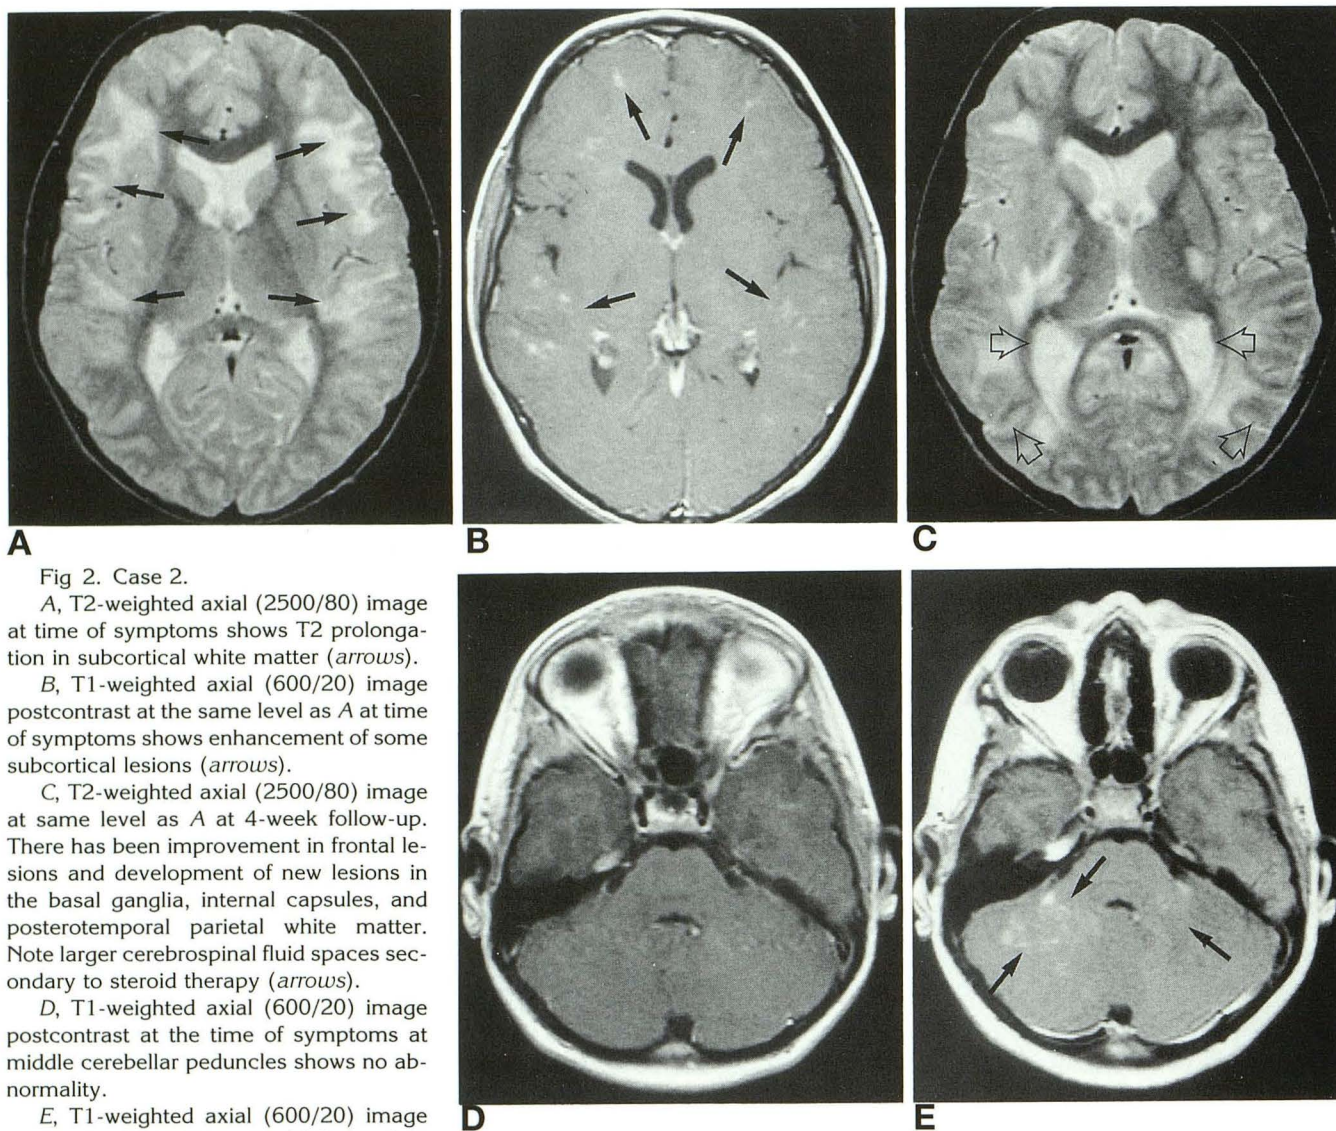 A
B
C
Fig 2. Case 2.
A, T2-weighted axial (2500/80) image
at time of symptoms shows T2 prolonga-
tion in subcortical white matter (arrows).
B, T1-weighted axial (600/20) image
postcontrast at the same level as A at time
of symptoms shows enhancement of some
subcortical lesions (arrows).
C, T2-weighted axial (2500/80) image
at same level as A at 4-week follow-up.
There has been improvement in frontal le-
sions and development of new lesions in
the basal ganglia, internal capsules, and
posterotemporal parietal white matter.
Note larger cerebrospinal fluid spaces sec-
ondary to steroid therapy (arrows).
D, T1-weighted axial (600/20) image
postcontrast at the time of symptoms at
middle cerebellar peduncles shows no ab-
normality.
E, T1-weighted axial (600/20) image
D
E